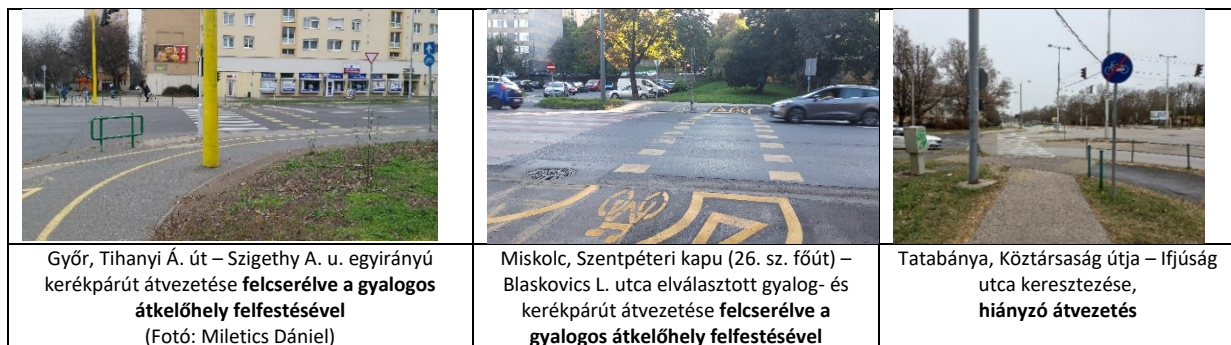 Győr, Tihanyi Á. út – Szigethy A. u. egyirányú
kerékpárút átvezetése felcserélve a gyalogos
átkelőhely felfestésével
(Fotó: Miletics Dániel)
Miskolc, Szentpéteri kapu (26. sz. főút) –
Blaskovics L. utca elválasztott gyalog- és
kerékpárút átvezetése felcserélve a
gyalogos átkelőhely felfestésével
Tatabánya, Köztársaság útja – Ifjúság
utca keresztezése,
hiányzó átvezetés